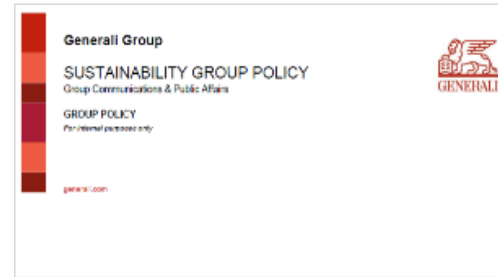 Generali Group
SUSTAINABILITY GROUP POLICY
Group Communications & Public Affairs
GROUP POLICY
For internal purposes only
generali.com
GENERALI